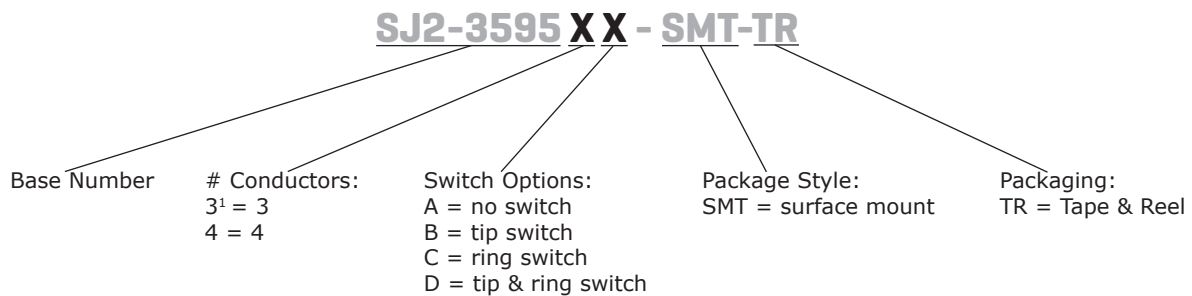 SJ2-3595XX - SMT-TR
Base Number
# Conductors:
3¹ = 3
4 = 4
Switch Options:
A = no switch
B = tip switch
C = ring switch
D = tip & ring switch
Package Style:
SMT = surface mount
Packaging:
TR = Tape & Reel